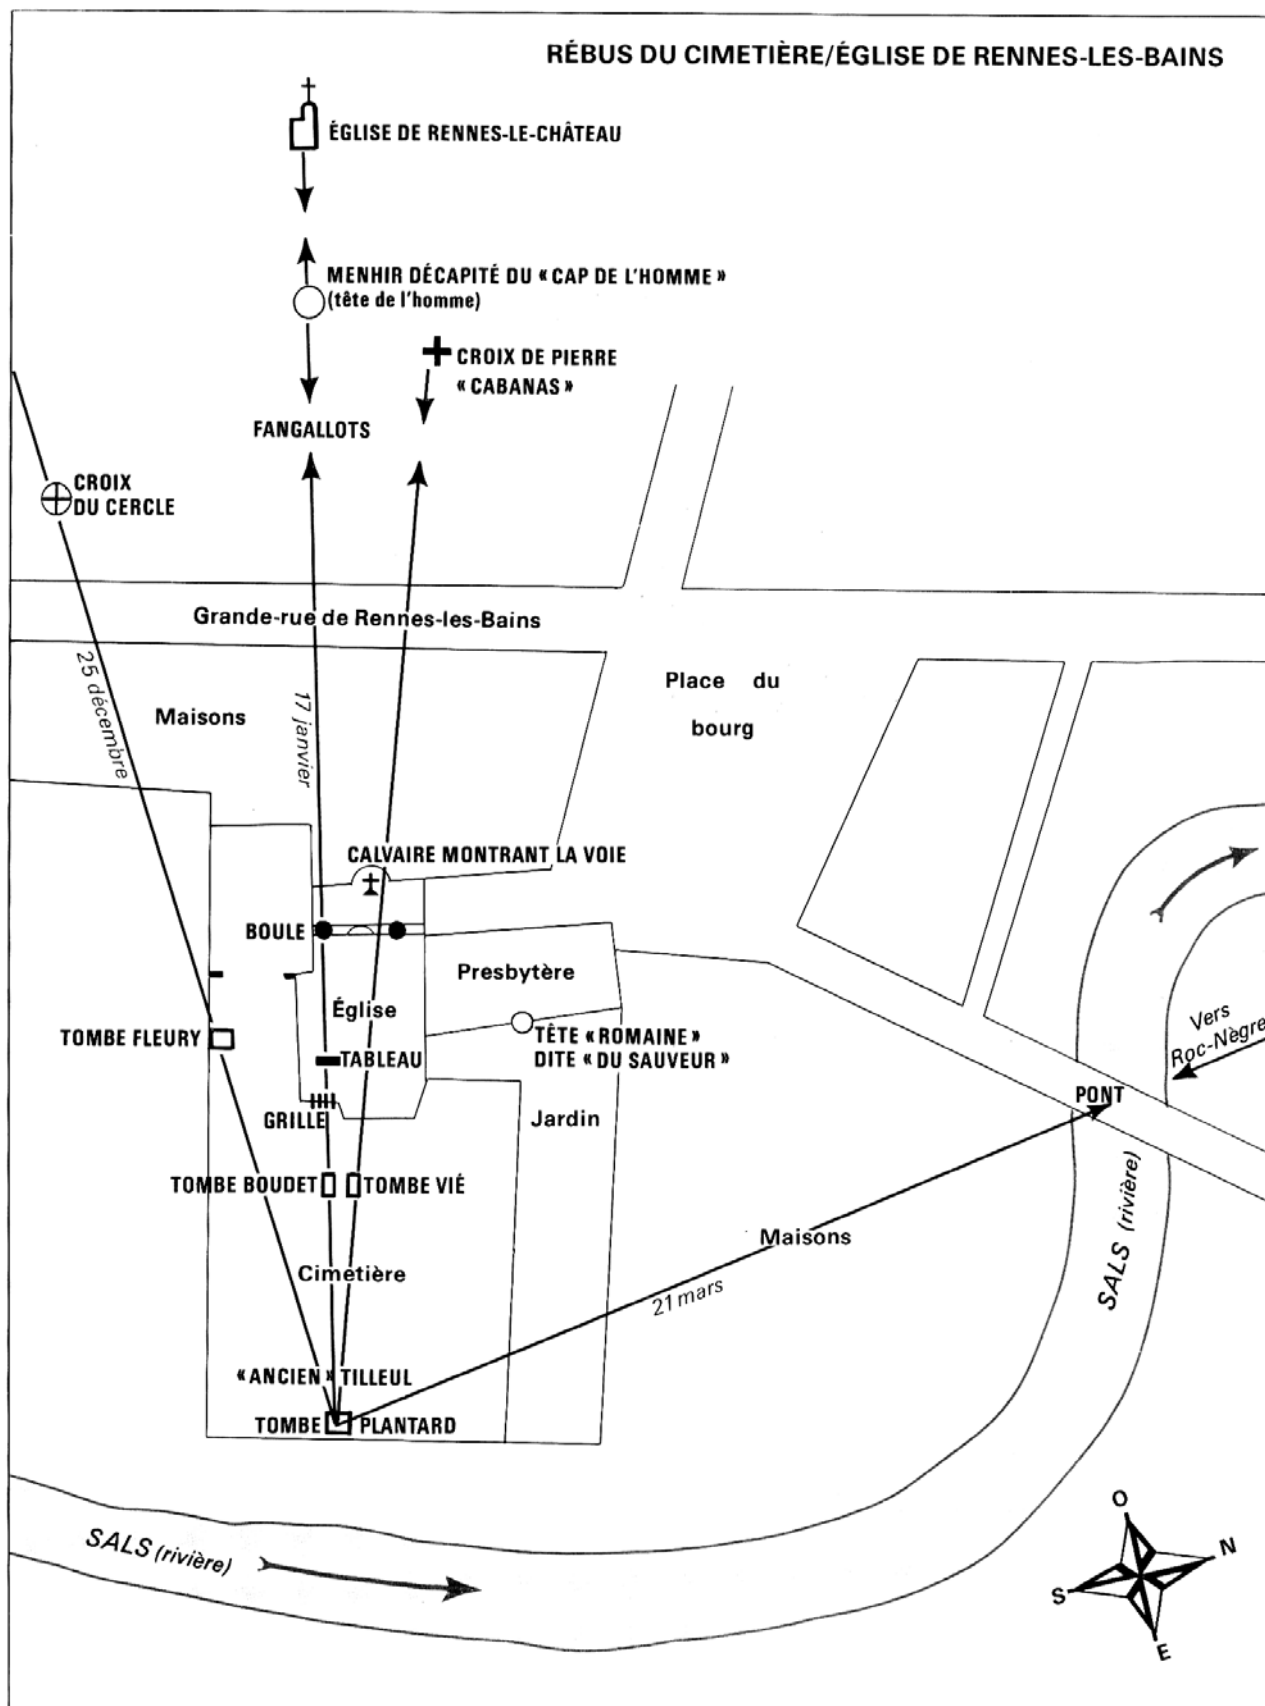 RÉBUS DU CIMETIÈRE/ÉGLISE DE RENNES-LES-BAINS
ÉGLISE DE RENNES-LE-CHÂTEAU
MENHIR DÉCAPITÉ DU « CAP DE L'HOMME »
(tête de l'homme)
CROIX DE PIERRE
« CABANAS »
FANGALLOTS
CROIX
DU CERCLE
Grande-rue de Rennes-les-Bains
25 décembre
17 janvier
Maisons
Place du
bourg
CALVAIRE MONTRANT LA VOIE
BOULE
Presbytère
Église
TOMBE FLEURY
TÊTE « ROMAINE »
DITE « DU SAUVEUR »
TABLEAU
Vers
Roc-Nègre
PONT
GRILLE
Jardin
TOMBE BOUDET
TOMBE VIÉ
SALS (rivière)
Maisons
Cimetière
21 mars
« ANCIEN » TILLEUL
TOMBE PLANTARD
SALS (rivière)
O
N
S
E